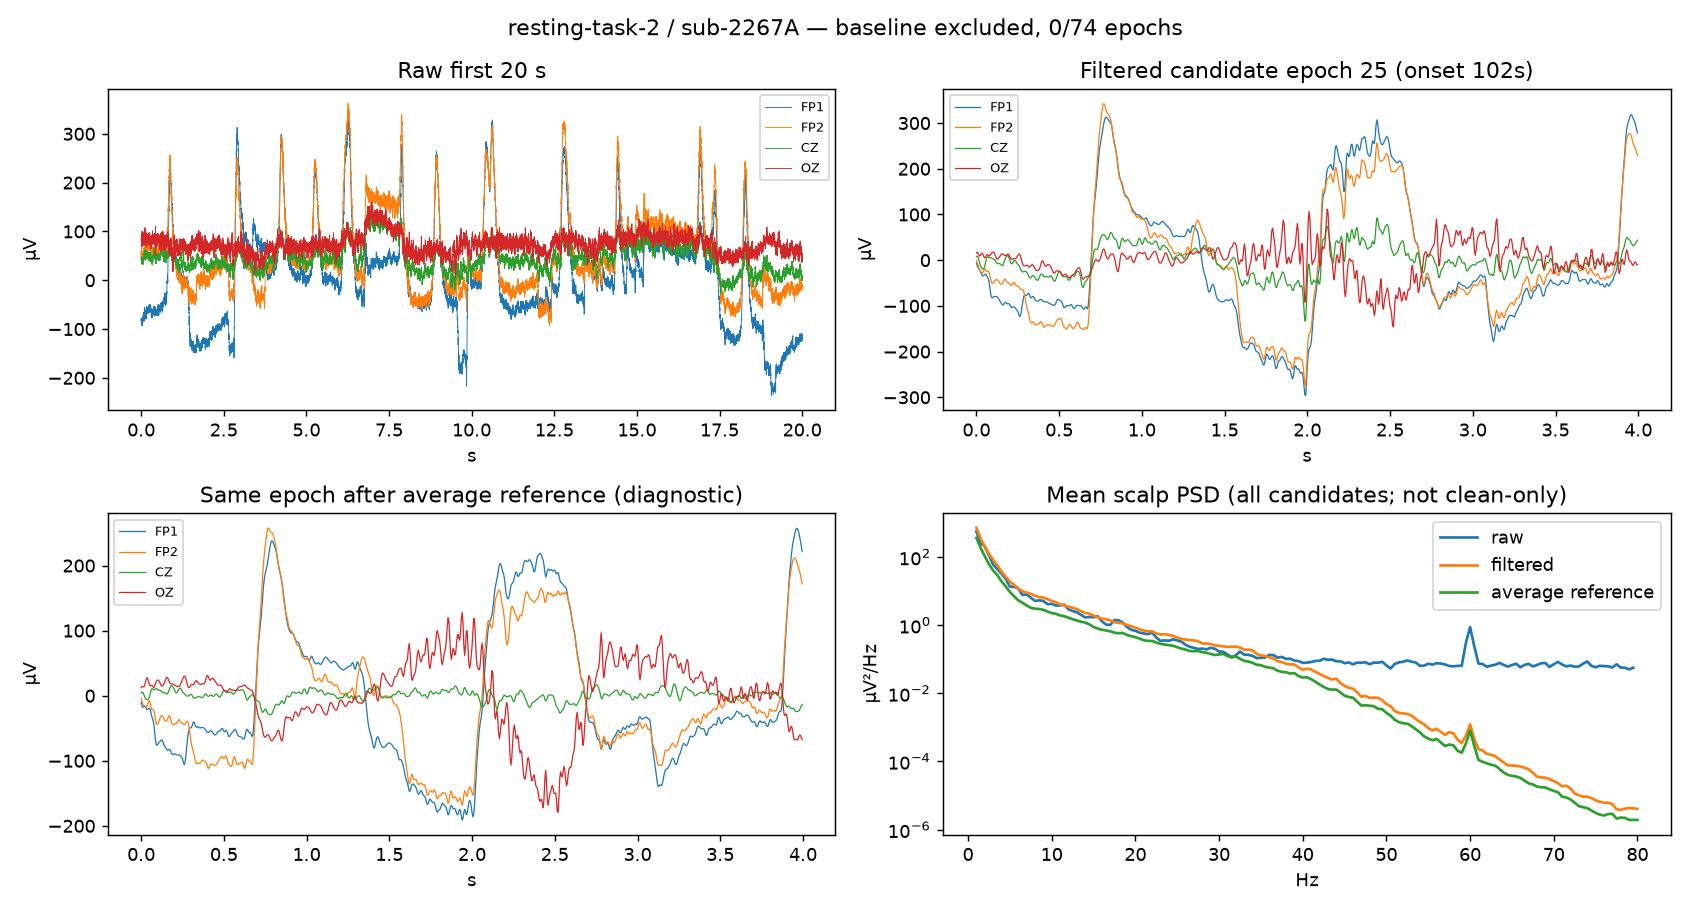 resting-task-2 / sub-2267A — baseline excluded, 0/74 epochs
Raw first 20 s
µV
300
200
100
0
−100
−200
FP1
FP2
CZ
OZ
0.0 2.5 5.0 7.5 10.0 12.5 15.0 17.5 20.0
s
Filtered candidate epoch 25 (onset 102s)
µV
300
200
100
0
−100
−200
−300
FP1
FP2
CZ
OZ
0.0 0.5 1.0 1.5 2.0 2.5 3.0 3.5 4.0
s
Same epoch after average reference (diagnostic)
µV
200
100
0
−100
−200
FP1
FP2
CZ
OZ
0.0 0.5 1.0 1.5 2.0 2.5 3.0 3.5 4.0
s
Mean scalp PSD (all candidates; not clean-only)
µV²/Hz
10²
10⁰
10⁻²
10⁻⁴
10⁻⁶
raw
filtered
average reference
0 10 20 30 40 50 60 70 80
Hz